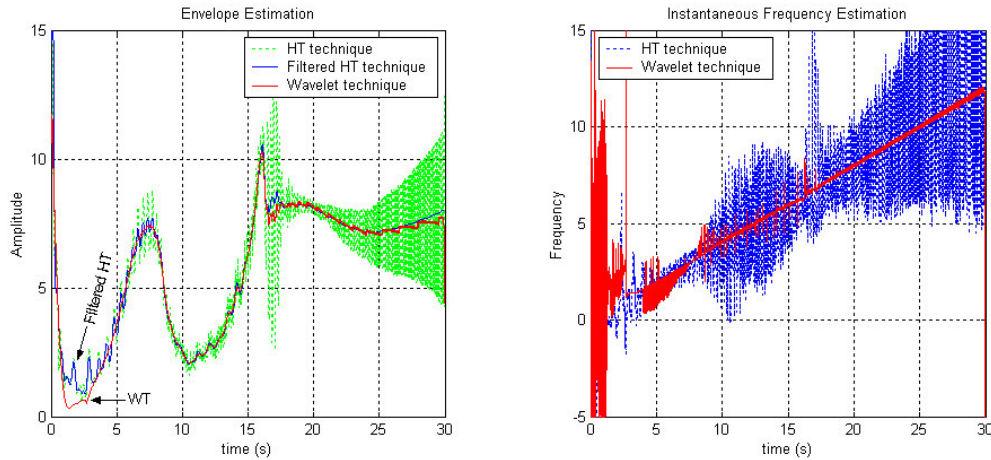 Envelope Estimation
15
10
5
0
Amplitude
HT technique
Filtered HT technique
Wavelet technique
Filtered HT
WT
0 5 10 15 20 25 30
time (s)
Instantaneous Frequency Estimation
15
10
5
0
-5
Frequency
HT technique
Wavelet technique
0 5 10 15 20 25 30
time (s)